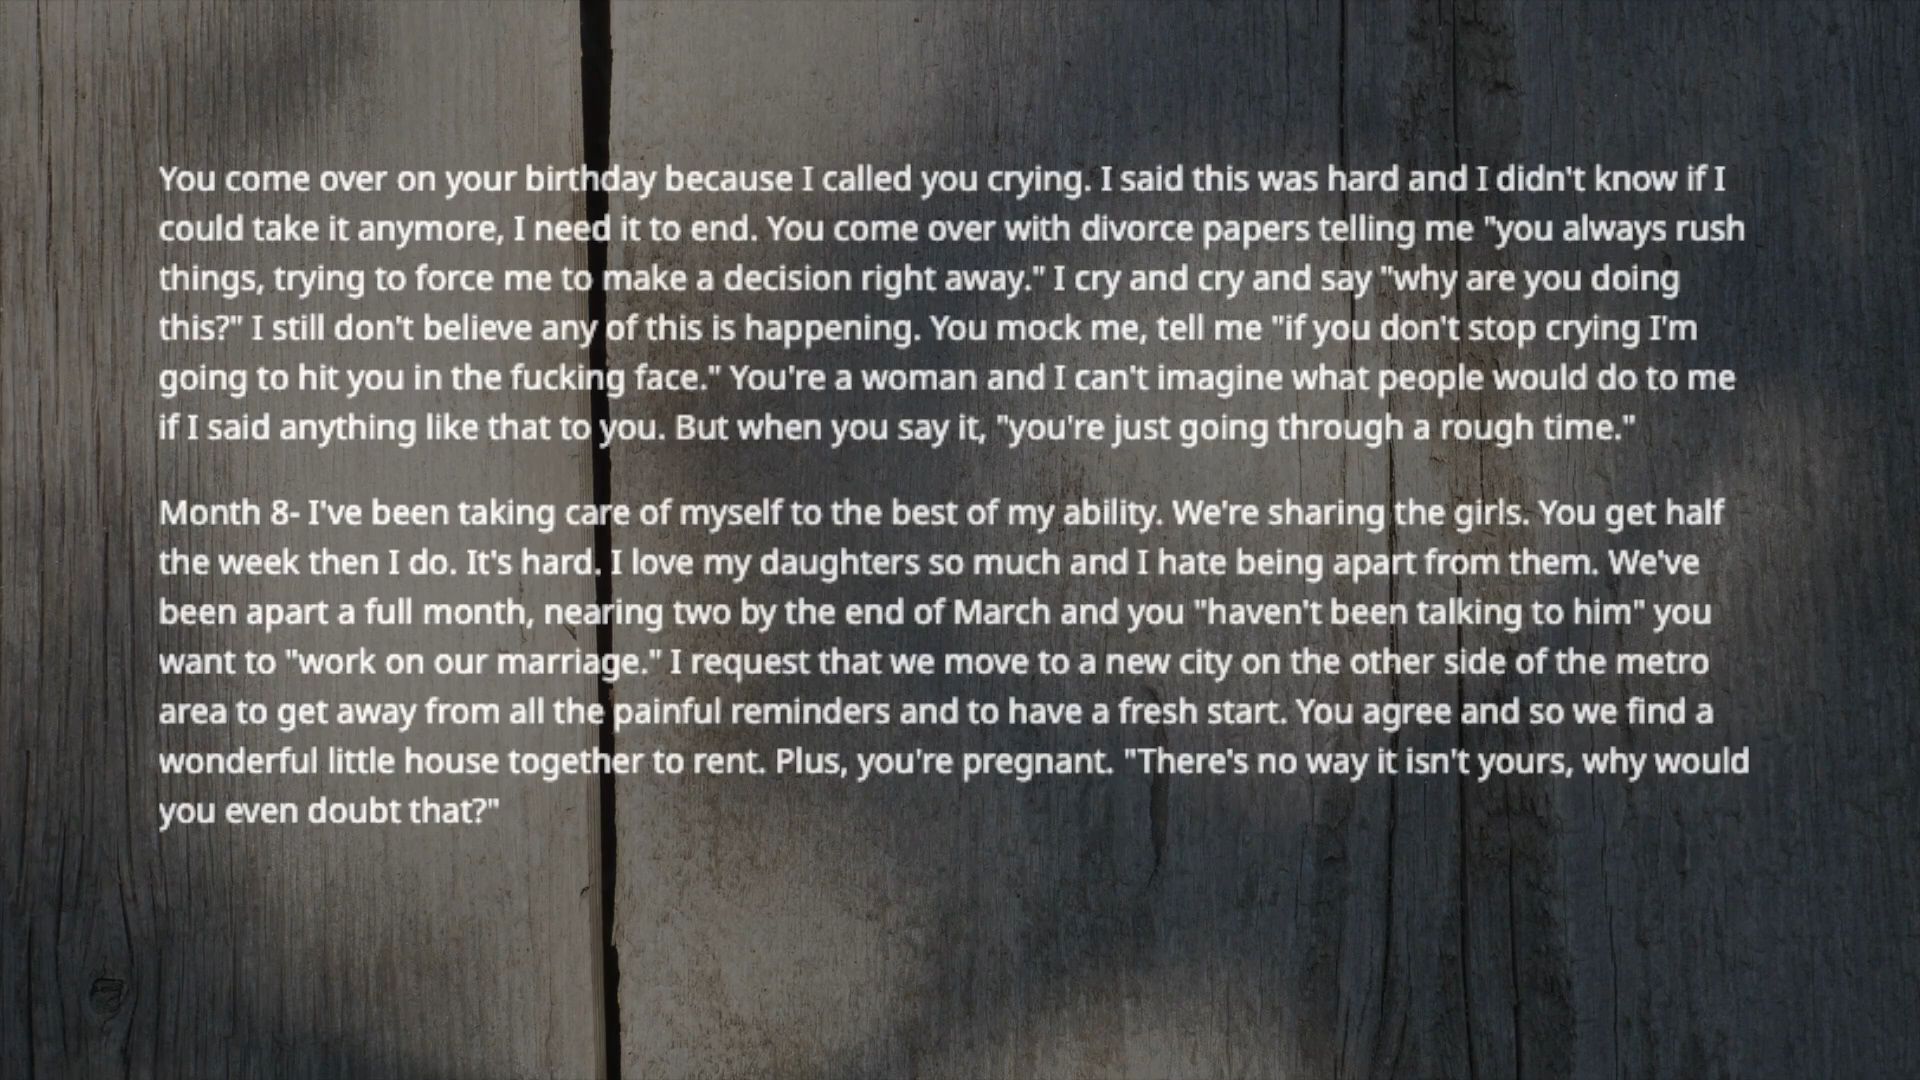 You come over on your birthday because I called you crying. I said this was hard and I didn't know if I
could take it anymore, I need it to end. You come over with divorce papers telling me "you always rush
things, trying to force me to make a decision right away." I cry and cry and say "why are you doing
this?" I still don't believe any of this is happening. You mock me, tell me "if you don't stop crying I'm
going to hit you in the fucking face." You're a woman and I can't imagine what people would do to me
if I said anything like that to you. But when you say it, "you're just going through a rough time."
Month 8- I've been taking care of myself to the best of my ability. We're sharing the girls. You get half
the week then I do. It's hard. I love my daughters so much and I hate being apart from them. We've
been apart a full month, nearing two by the end of March and you "haven't been talking to him" you
want to "work on our marriage." I request that we move to a new city on the other side of the metro
area to get away from all the painful reminders and to have a fresh start. You agree and so we find a
wonderful little house together to rent. Plus, you're pregnant. "There's no way it isn't yours, why would
you even doubt that?"